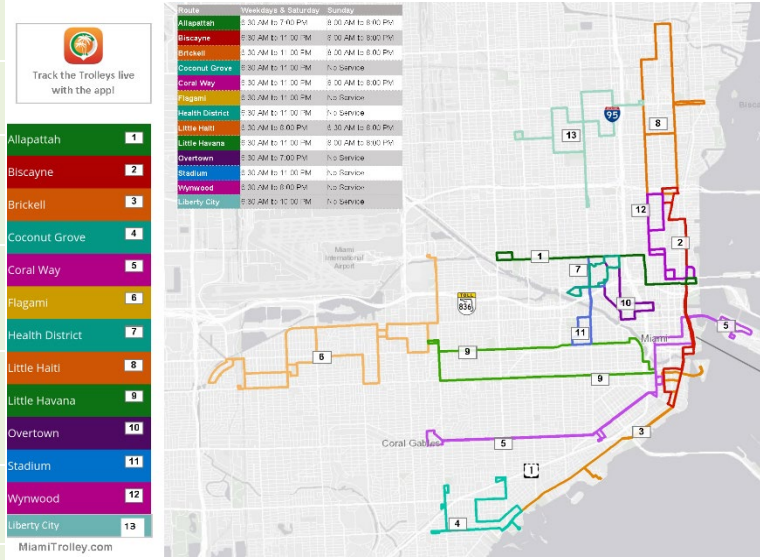 Track the Trolleys live
with the app!
Allapattah 1
Biscayne 2
Brickell 3
Coconut Grove 4
Coral Way 5
Flagami 6
Health District 7
Little Haiti 8
Little Havana 9
Overtown 10
Stadium 11
Wynwood 12
Liberty City 13
MiamiTrolley.com
Route Weekdays & Saturday Sunday
Allapattah 6:30 AM to 7:00 PM 8:00 AM to 8:00 PM
Biscayne 6:30 AM to 11:00 PM 8:00 AM to 8:00 PM
Brickell 6:30 AM to 11:00 PM 8:00 AM to 8:00 PM
Coconut Grove 6:30 AM to 11:00 PM No Service
Coral Way 6:30 AM to 11:00 PM 8:00 AM to 8:00 PM
Flagami 6:30 AM to 11:00 PM No Service
Health District 6:30 AM to 11:00 PM No Service
Little Haiti 6:30 AM to 8:00 PM 6:30 AM to 8:00 PM
Little Havana 6:30 AM to 11:00 PM 8:00 AM to 8:00 PM
Overtown 6:30 AM to 7:00 PM No Service
Stadium 6:30 AM to 11:00 PM No Service
Wynwood 6:30 AM to 8:00 PM No Service
Liberty City 6:30 AM to 10:00 PM No Service
95
13
8
12
2
Miami
International
Airport
1
7
TOLL
836
10
11
Miami
5
6
9
9
3
Coral Gables
5
1
4